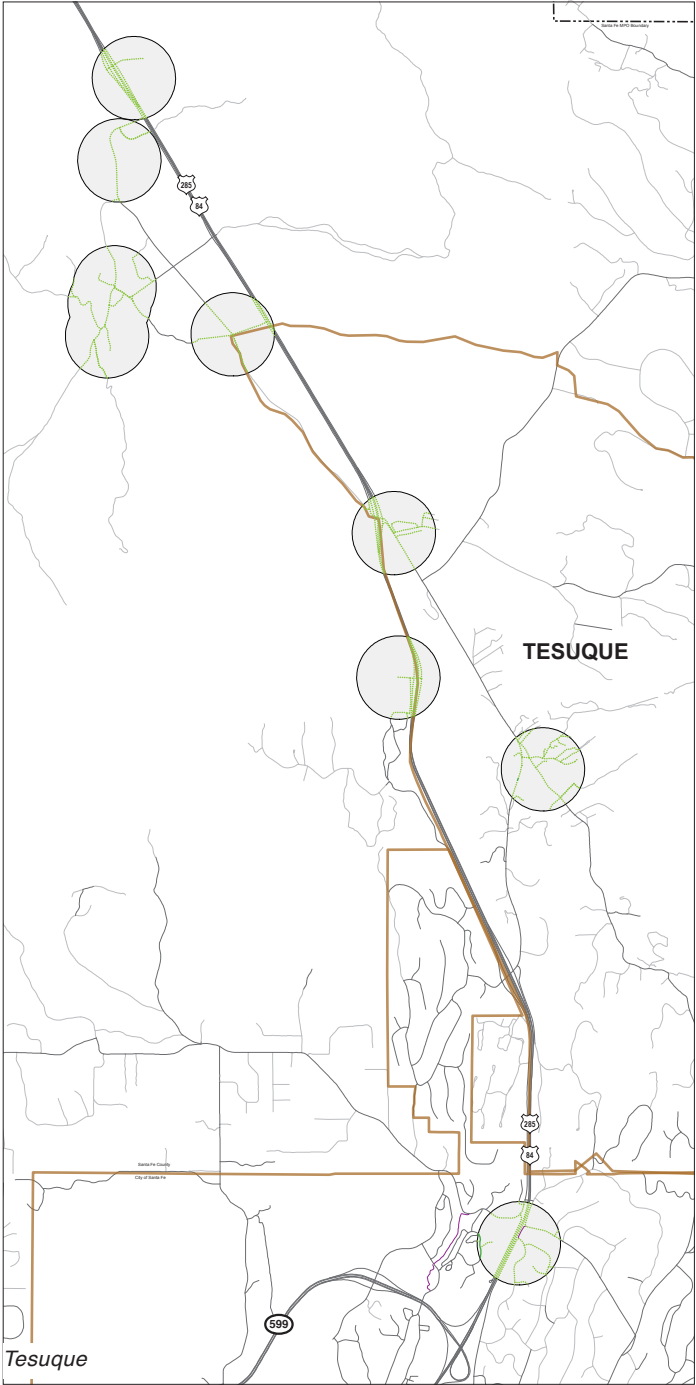 Santa Fe MPO Boundary
285
84
TESUQUE
285
84
Santa Fe County
City of Santa Fe
599
Tesuque